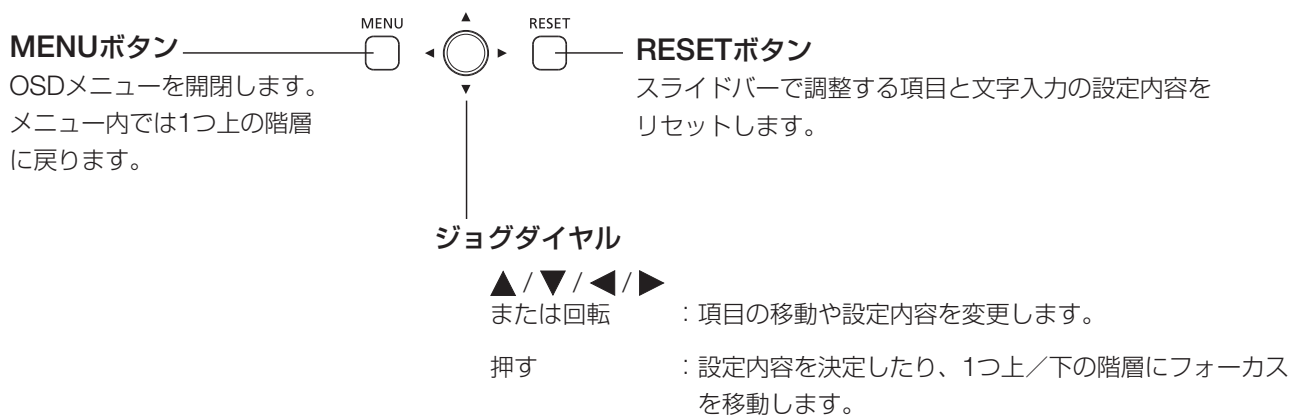 MENU
RESET
MENUボタン
OSDメニューを開閉します。
メニュー内では1つ上の階層
に戻ります。
RESETボタン
スライドバーで調整する項目と文字入力の設定内容を
リセットします。
ジョグダイヤル
▲/▼/◀/▶
または回転 :項目の移動や設定内容を変更します。
押す :設定内容を決定したり、1つ上/下の階層にフォーカス
を移動します。